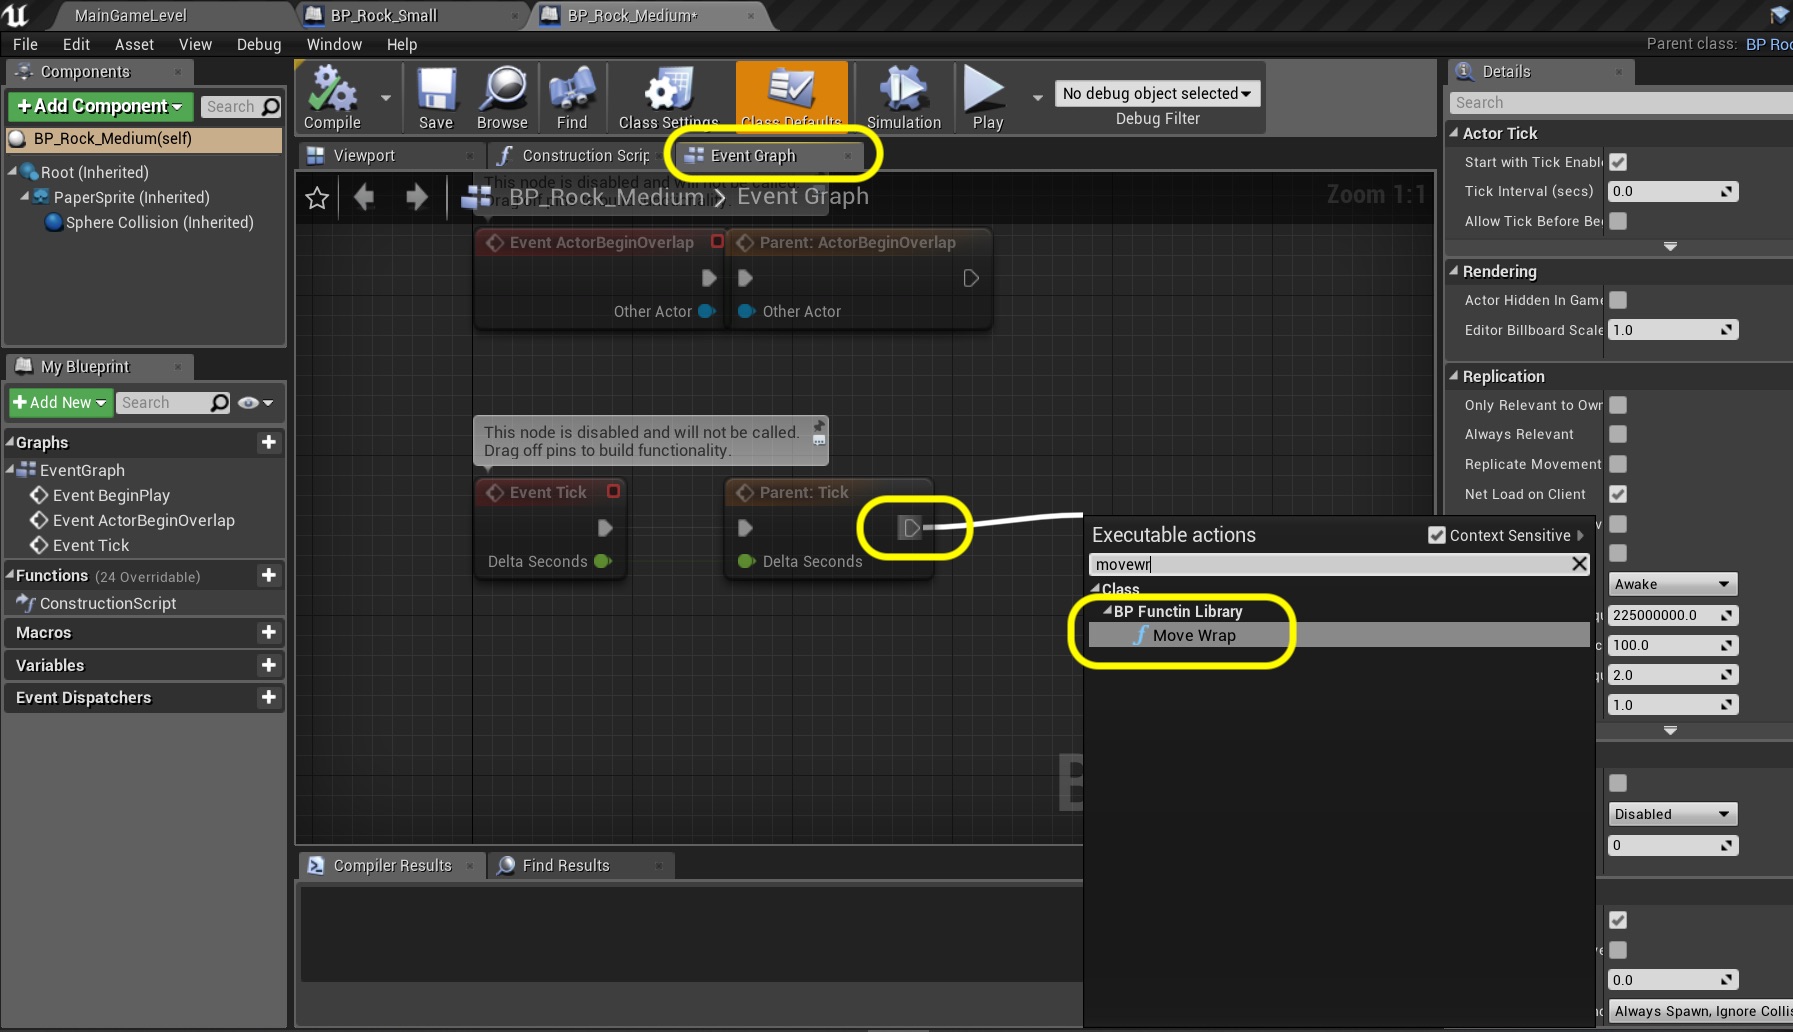 MainGameLevel
BP_Rock_Small
BP_Rock_Medium*
File Edit Asset View Debug Window Help
Parent class: BP Roc
Components
+Add Component
Search
BP_Rock_Medium(self)
Root (Inherited)
PaperSprite (Inherited)
Sphere Collision (Inherited)
My Blueprint
+Add New
Search
Graphs
EventGraph
Event BeginPlay
Event ActorBeginOverlap
Event Tick
Functions (24 Overridable)
ConstructionScript
Macros
Variables
Event Dispatchers
Compile
Save
Browse
Find
Class Settings
Class Defaults
Simulation
Play
No debug object selected
Debug Filter
Viewport
Construction Scrip
Event Graph
This node is disabled and will not be called.
BP_Rock_Medium > Event Graph
Zoom 1:1
Event ActorBeginOverlap
Other Actor
Parent: ActorBeginOverlap
Other Actor
This node is disabled and will not be called.
Drag off pins to build functionality.
Event Tick
Delta Seconds
Parent: Tick
Delta Seconds
Executable actions
Context Sensitive
movewr
Class
BP Functin Library
Move Wrap
Compiler Results
Find Results
Details
Search
Actor Tick
Start with Tick Enabl
Tick Interval (secs) 0.0
Allow Tick Before Be
Rendering
Actor Hidden In Game
Editor Billboard Scale 1.0
Replication
Only Relevant to Owr
Always Relevant
Replicate Movement
Net Load on Client
Awake
225000000.0
100.0
2.0
1.0
Disabled
0
0.0
Always Spawn, Ignore Collis